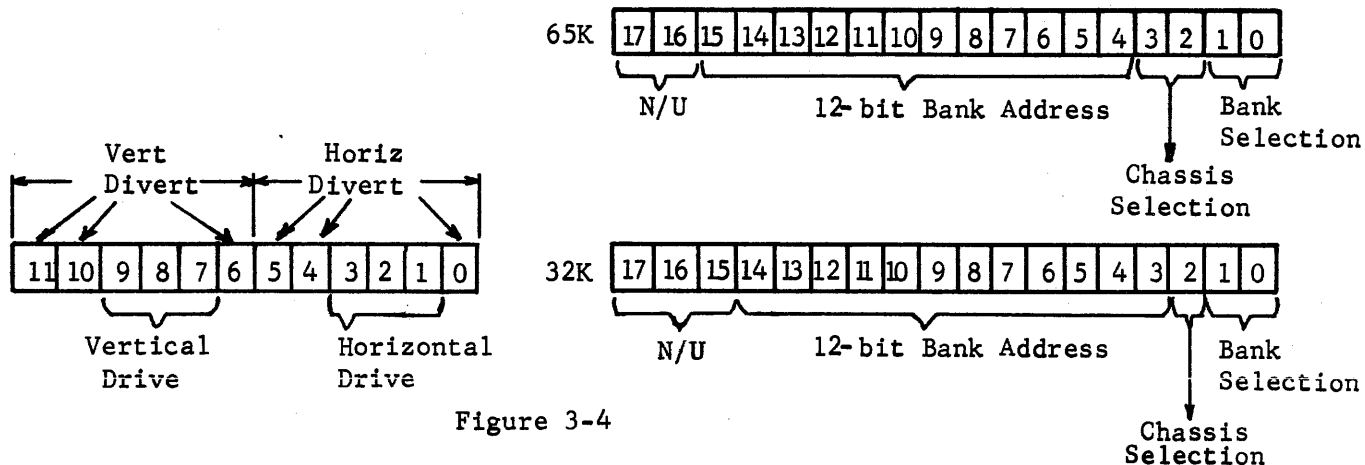 65K 17 16 15 14 13 12 11 10 9 8 7 6 5 4 3 2 1 0
N/U 12-bit Bank Address Bank
Selection
Chassis
Selection
Vert Horiz
Divert Divert
11 10 9 8 7 6 5 4 3 2 1 0
Vertical Horizontal
Drive Drive
32K 17 16 15 14 13 12 11 10 9 8 7 6 5 4 3 2 1 0
N/U 12-bit Bank Address Bank
Selection
Chassis
Selection
Figure 3-4